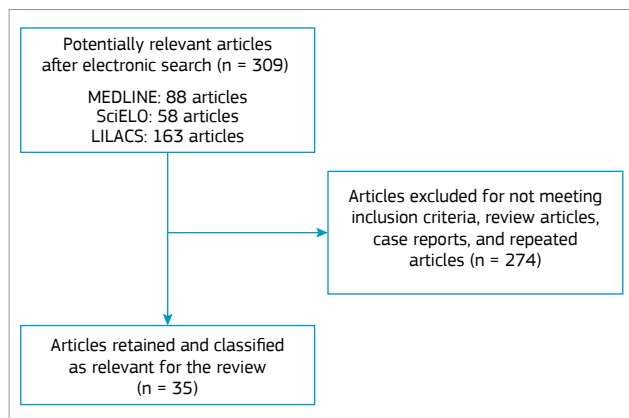 Potentially relevant articles
after electronic search (n = 309)
MEDLINE: 88 articles
SciELO: 58 articles
LILACS: 163 articles
Articles excluded for not meeting
inclusion criteria, review articles,
case reports, and repeated
articles (n = 274)
Articles retained and classified
as relevant for the review
(n = 35)